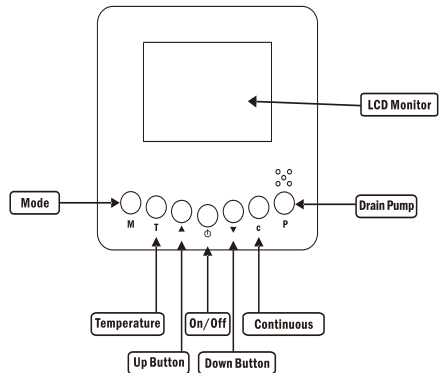 LCD Monitor
Mode
Drain Pump
M
T
c
P
Temperature
On/Off
Continuous
Up Button
Down Button